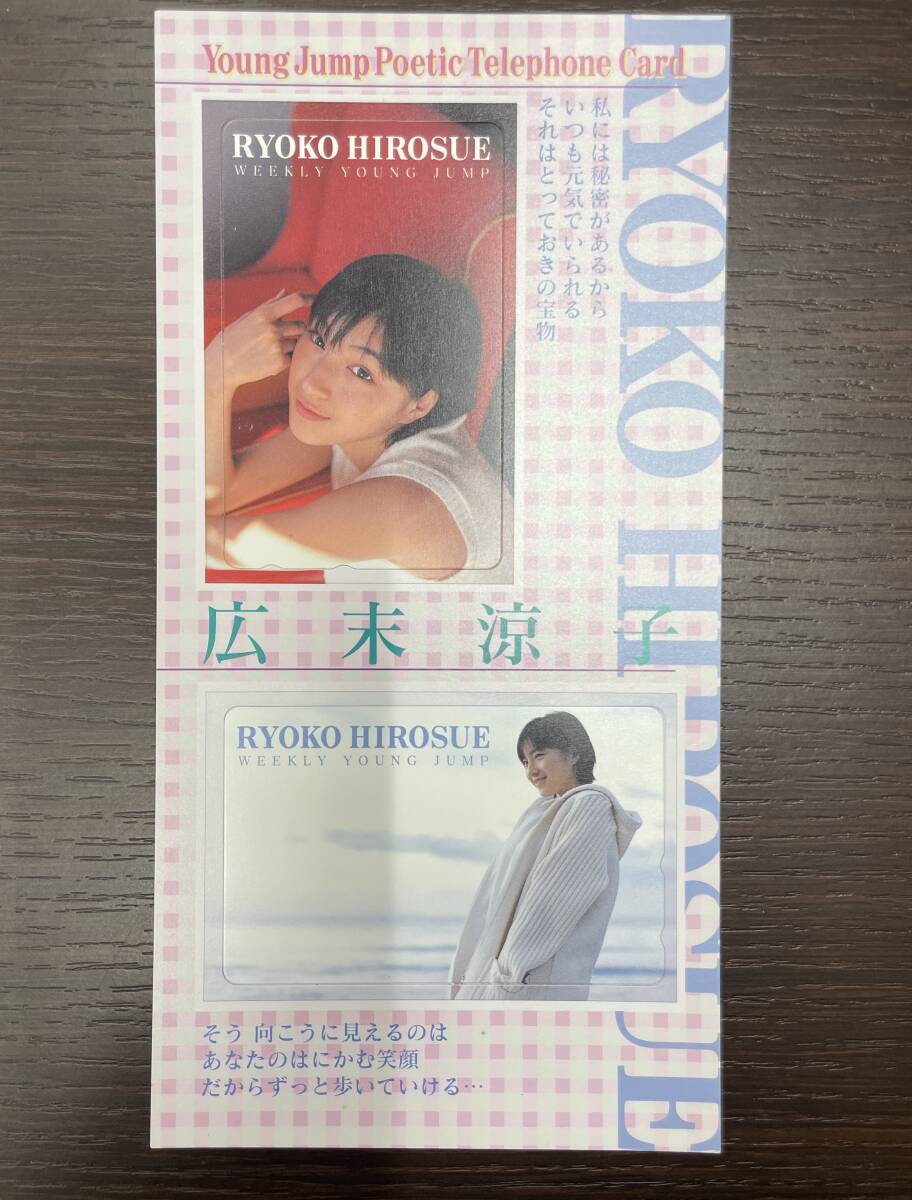 Young Jump Poetic Telephone Card
RYOKO HIROSUE
WEEKLY YOUNG JUMP
私には秘密があるから
いつも元気でいられる
それはとっておきの宝物
RYOKO HIROSUE
広末涼子
RYOKO HIROSUE
WEEKLY YOUNG JUMP
そう 向こうに見えるのは
あなたのはにかむ笑顔
だからずっと歩いていける…